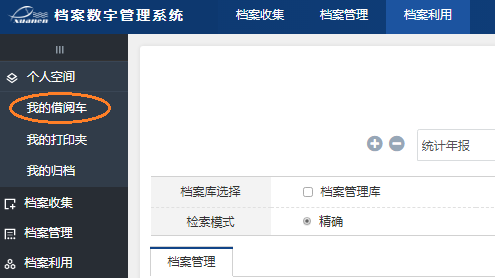 Xuanen
档案数字管理系统
档案收集 档案管理 档案利用
个人空间
我的借阅车
我的打印夹
我的归档
档案收集
档案管理
档案利用
统计年报
档案库选择 档案管理库
检索模式 精确
档案管理